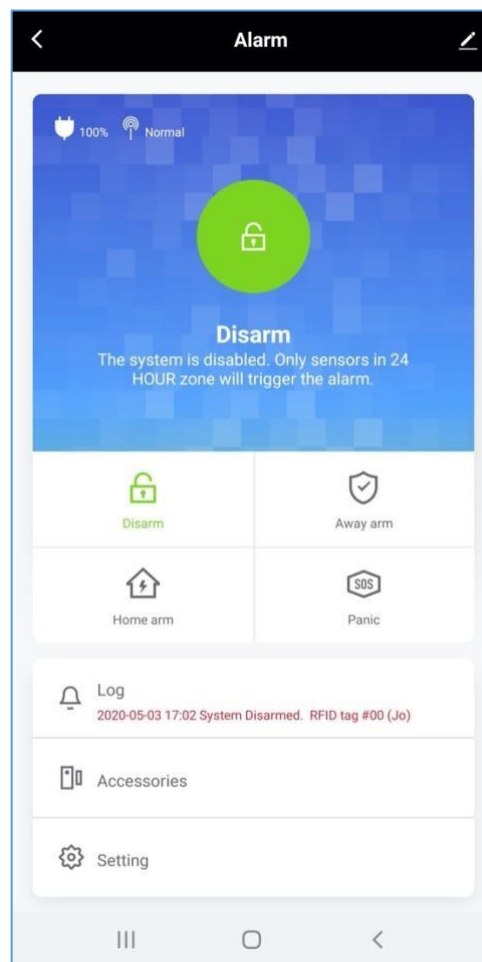 Alarm
100% Normal
Disarm
The system is disabled. Only sensors in 24
HOUR zone will trigger the alarm.
Disarm
Away arm
Home arm
SOS
Panic
Log
2020-05-03 17:02 System Disarmed. RFID tag #00 (Jo)
Accessories
Setting